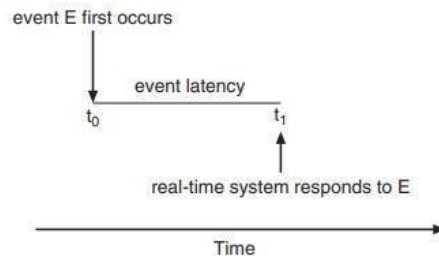 event E first occurs
event latency
t0 t1
real-time system responds to E
Time